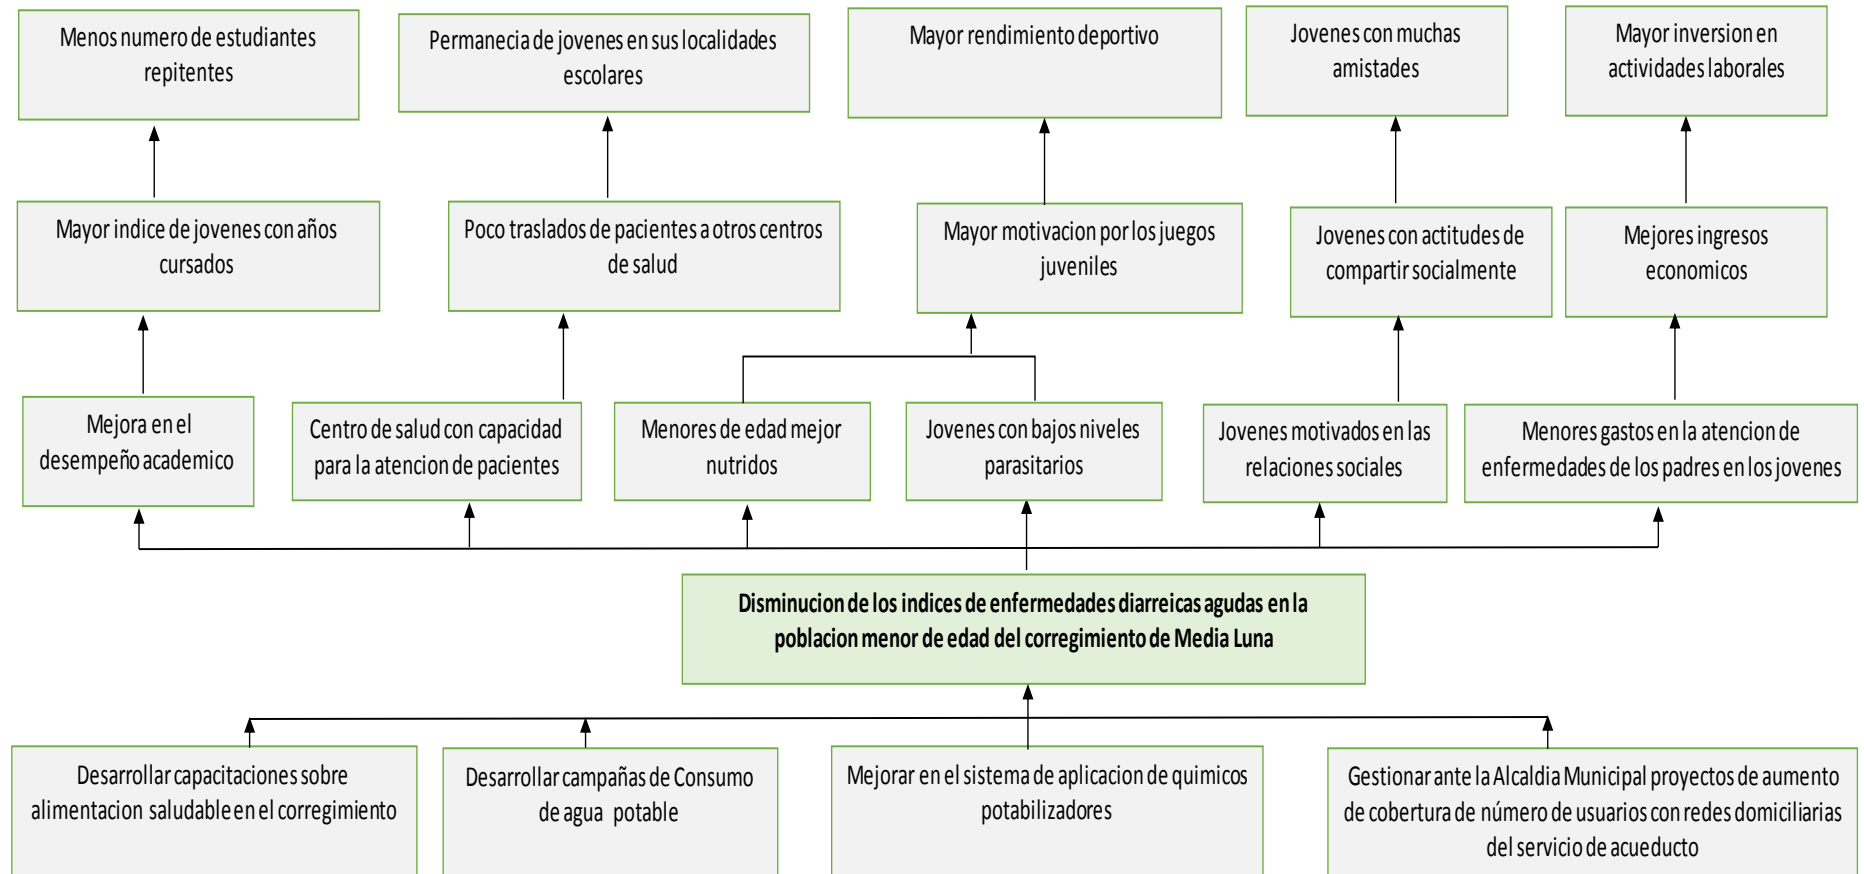 Menos numero de estudiantes
repitentes
Permanecia de jovenes en sus localidades
escolares
Mayor rendimiento deportivo
Jovenes con muchas
amistades
Mayor inversion en
actividades laborales
Mayor indice de jovenes con años
cursados
Poco traslados de pacientes a otros centros
de salud
Mayor motivacion por los juegos
juveniles
Jovenes con actitudes de
compartir socialmente
Mejores ingresos
economicos
Mejora en el
desempeño academico
Centro de salud con capacidad
para la atencion de pacientes
Menores de edad mejor
nutridos
Jovenes con bajos niveles
parasitarios
Jovenes motivados en las
relaciones sociales
Menores gastos en la atencion de
enfermedades de los padres en los jovenes
Disminucion de los indices de enfermedades diarreicas agudas en la
poblacion menor de edad del corregimiento de Media Luna
Desarrollar capacitaciones sobre
alimentacion saludable en el corregimiento
Desarrollar campañas de Consumo
de agua potable
Mejorar en el sistema de aplicacion de quimicos
potabilizadores
Gestionar ante la Alcaldia Municipal proyectos de aumento
de cobertura de número de usuarios con redes domiciliarias
del servicio de acueducto